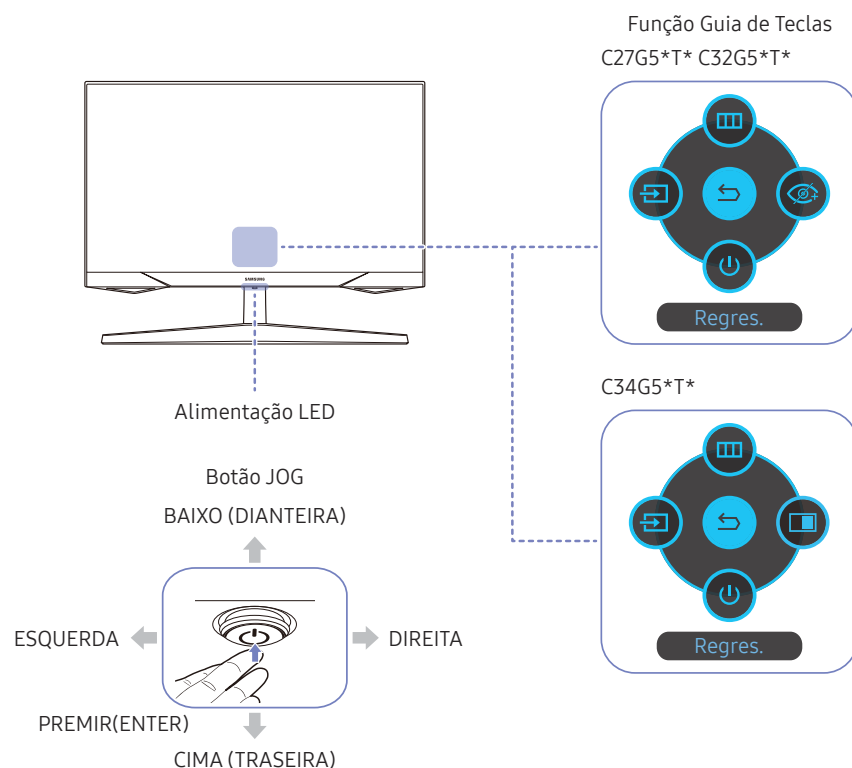 Função Guia de Teclas
C27G5*T* C32G5*T*
SAMSUNG
Regres.
Alimentação LED
C34G5*T*
Botão JOG
BAIXO (DIANTEIRA)
ESQUERDA
DIREITA
Regres.
PREMIR(ENTER)
CIMA (TRASEIRA)